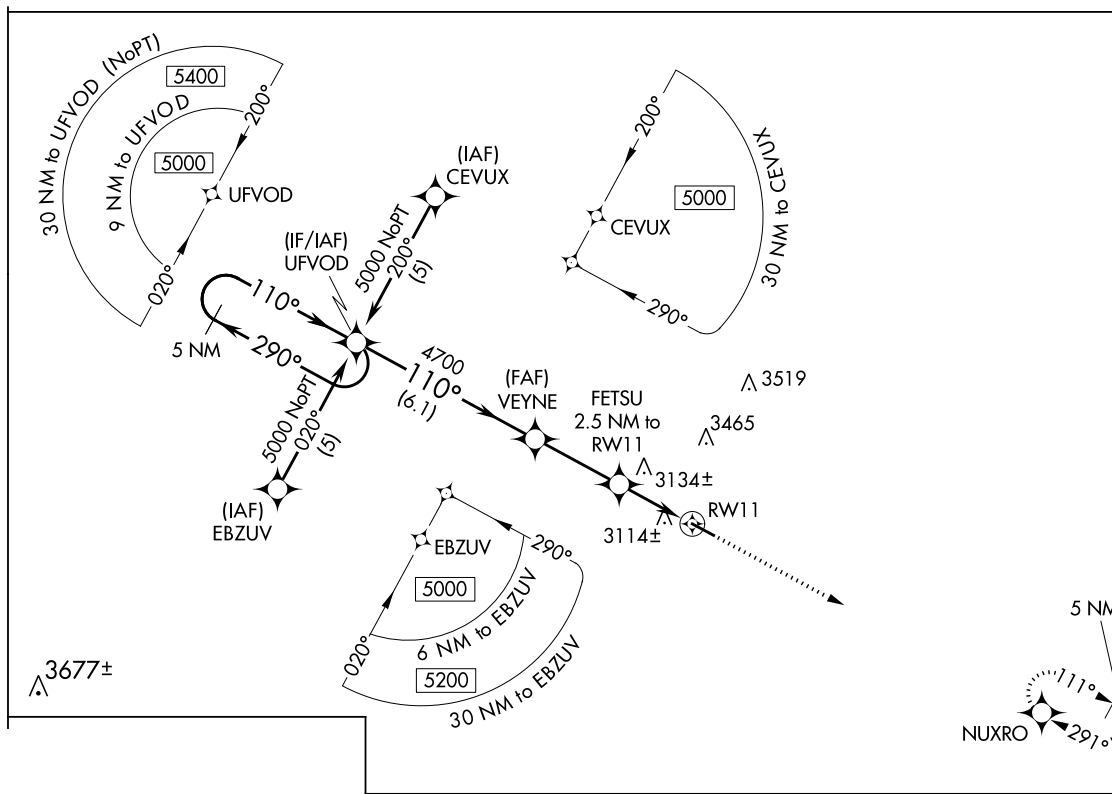 30 NM to UFVOD (NoPT)
5400
9 NM to UFVOD
5000
200°
UFVOD
020°
(IAF)
CEVUX
5000 NoPT
200°
(5)
200°
5000
CEVUX
30 NM to CEVUX
290°
(IF/IAF)
UFVOD
110°
5 NM
290°
5000 NoPT
020°
(5)
(IAF)
EBZUV
4700
110°
(6.1)
(FAF)
VEYNE
FETSU
2.5 NM to
RW11
3519
3465
3134±
3114±
RW11
EBZUV
290°
5000
6 NM to EBZUV
020°
5200
30 NM to EBZUV
3677±
5 NM
111°
NUXRO
291°